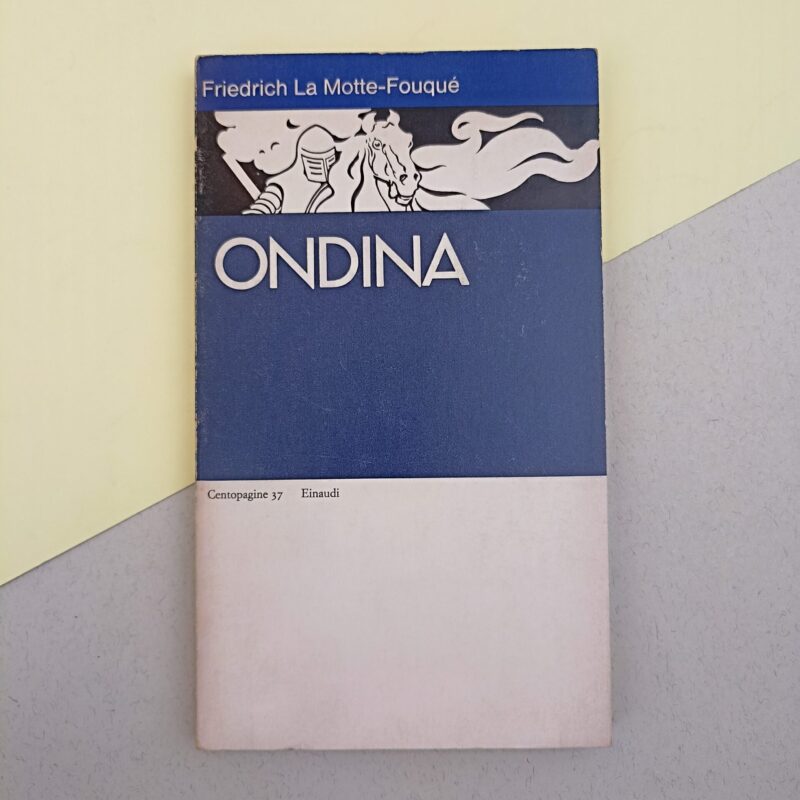 Friedrich La Motte-Fouqué
ONDINA
Centopagine 37 Einaudi